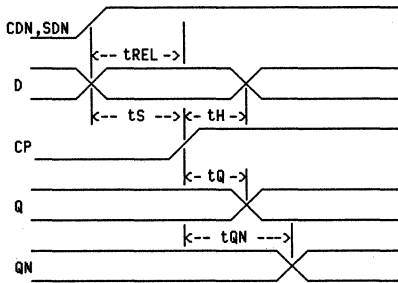 CDN,SDN
<-- tREL -->
D
<-- tS --> <- tH ->
CP
<- tQ ->
Q
<-- tQN --->
QN